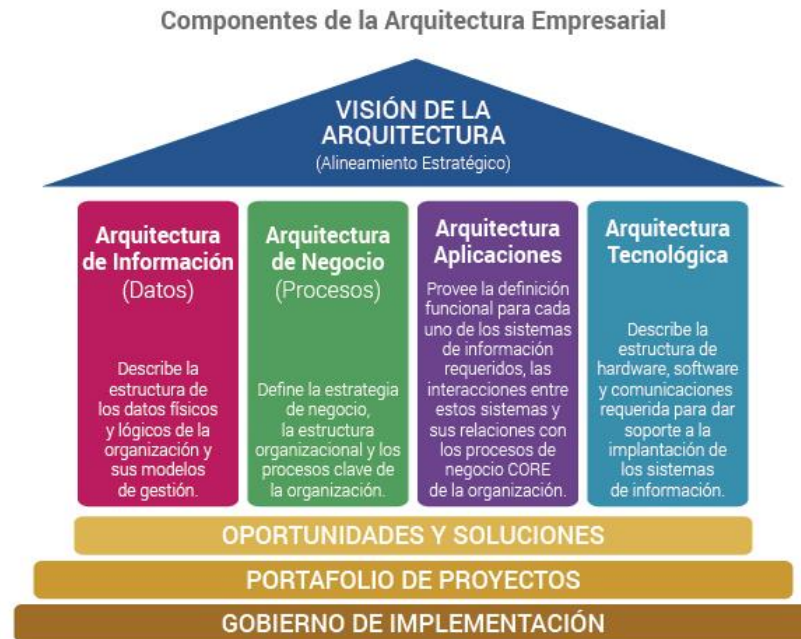 Componentes de la Arquitectura Empresarial
VISIÓN DE LA
ARQUITECTURA
(Alineamiento Estratégico)
Arquitectura
de Información
(Datos)
Describe la
estructura de
los datos físicos
y lógicos de la
organización y
sus modelos
de gestión.
Arquitectura
de Negocio
(Procesos)
Define la estrategia
de negocio,
la estructura
organizacional y los
procesos clave de
la organización.
Arquitectura
Aplicaciones
Provee la definición
funcional para cada
uno de los sistemas
de información
requeridos, las
interacciones entre
estos sistemas y
sus relaciones con
los procesos de
negocio CORE
de la organización.
Arquitectura
Tecnológica
Describe la
estructura de
hardware, software
y comunicaciones
requerida para dar
soporte a la
implantación de
los sistemas
de información.
OPORTUNIDADES Y SOLUCIONES
PORTAFOLIO DE PROYECTOS
GOBIERNO DE IMPLEMENTACIÓN